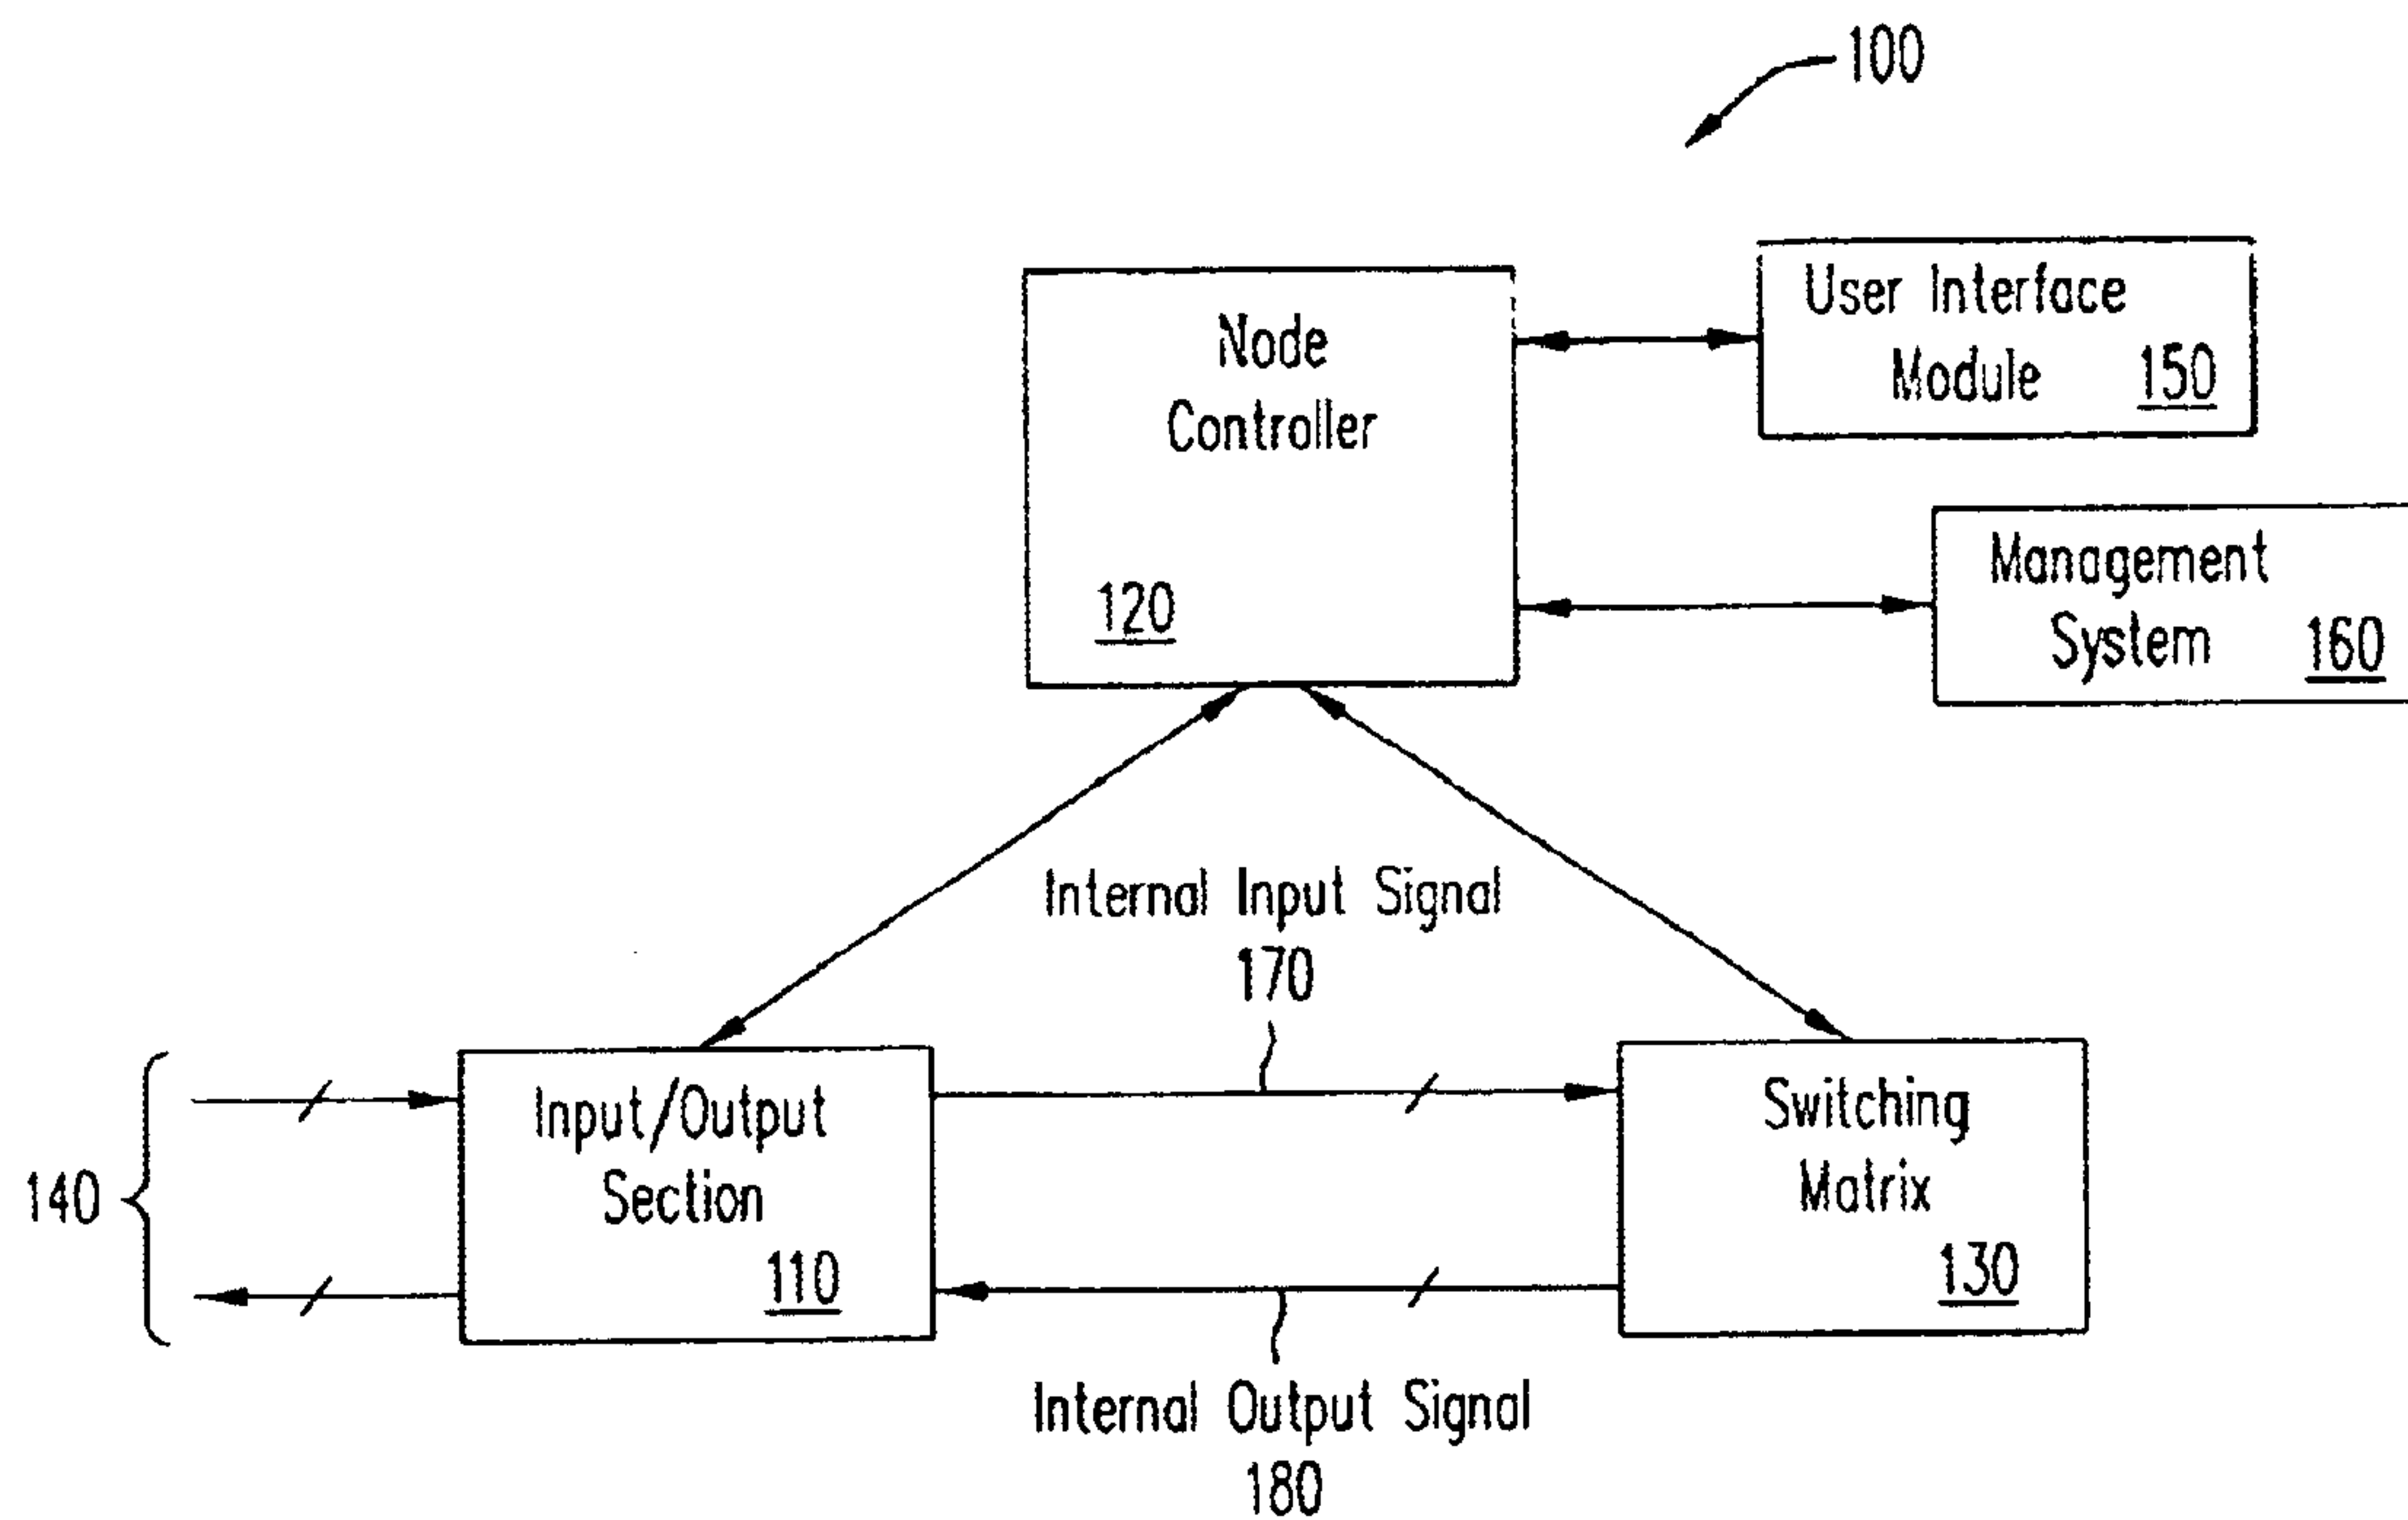 100
Node
Controller
120
User Interface
Module 150
Management
System 160
Internal Input Signal
170
140
Input/Output
Section
110
Switching
Matrix
130
Internal Output Signal
180